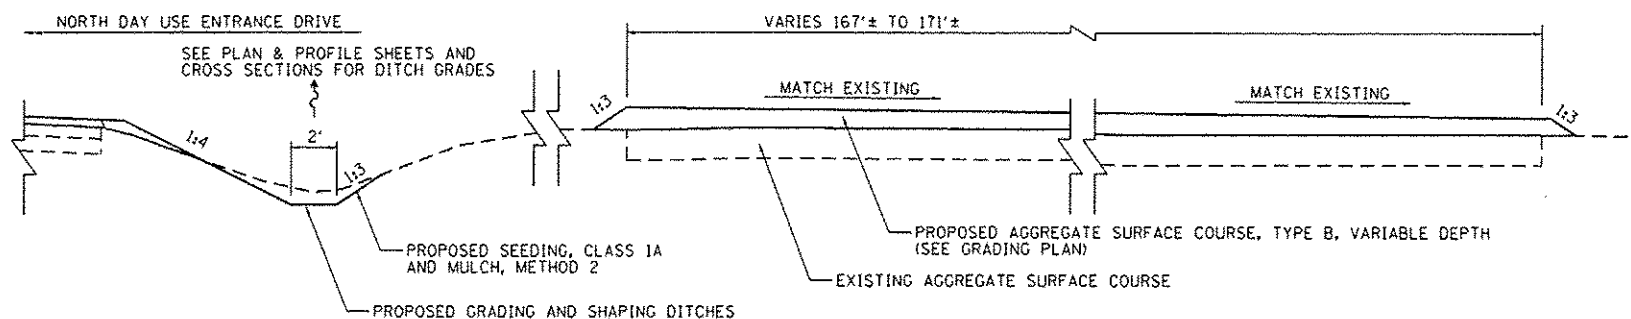 NORTH DAY USE ENTRANCE DRIVE
SEE PLAN & PROFILE SHEETS AND
CROSS SECTIONS FOR DITCH GRADES
VARIES 167'± TO 171'±
MATCH EXISTING
MATCH EXISTING
1:3
1:3
1:4
2'
1:3
PROPOSED AGGREGATE SURFACE COURSE, TYPE B, VARIABLE DEPTH
(SEE GRADING PLAN)
PROPOSED SEEDING, CLASS 1A
AND MULCH, METHOD 2
EXISTING AGGREGATE SURFACE COURSE
PROPOSED GRADING AND SHAPING DITCHES